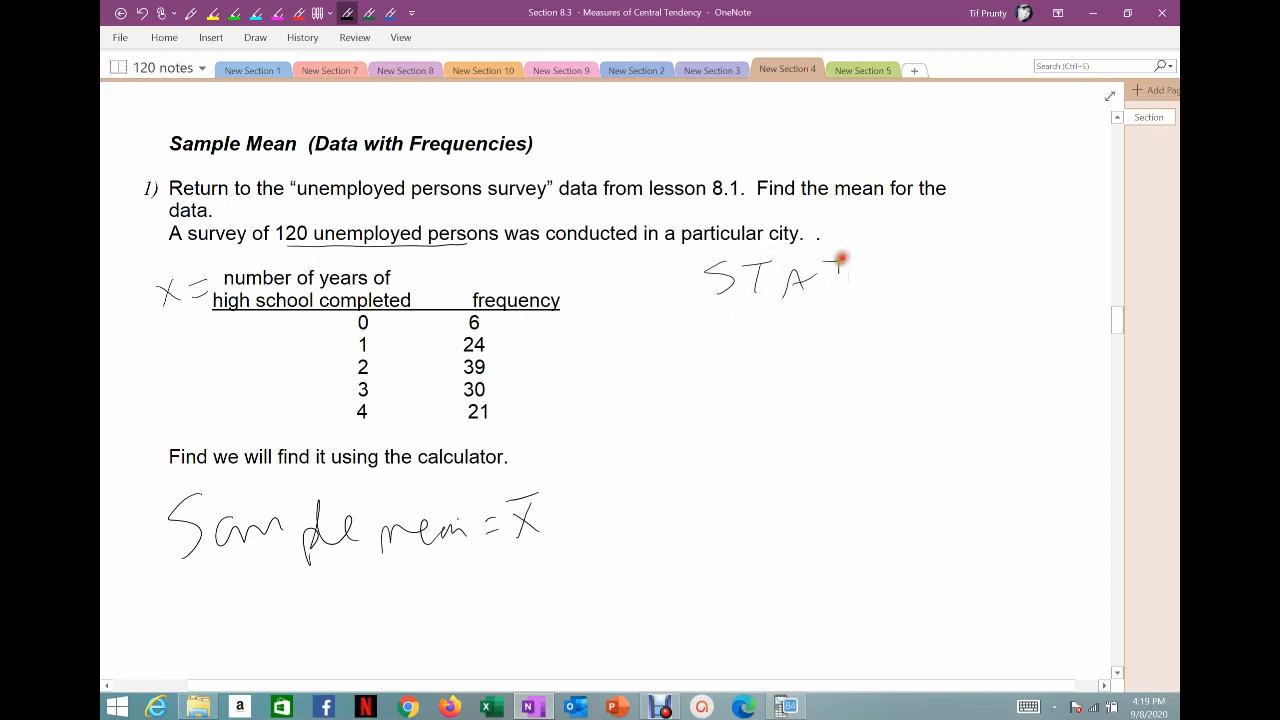 Section 8.3 - Measures of Central Tendency - OneNote
Tif Prunty
File Home Insert Draw History Review View
120 notes
New Section 1 New Section 7 New Section 8 New Section 10 New Section 9 New Section 2 New Section 3 New Section 4 New Section 5
Search (Ctrl+E)
Add Pag
Section
Sample Mean (Data with Frequencies)
1) Return to the “unemployed persons survey” data from lesson 8.1. Find the mean for the
data.
A survey of 120 unemployed persons was conducted in a particular city. .
STAT
x = number of years of
high school completed frequency
0 6
1 24
2 39
3 30
4 21
Find we will find it using the calculator.
Sample mean = x̅
4:19 PM
9/8/2020